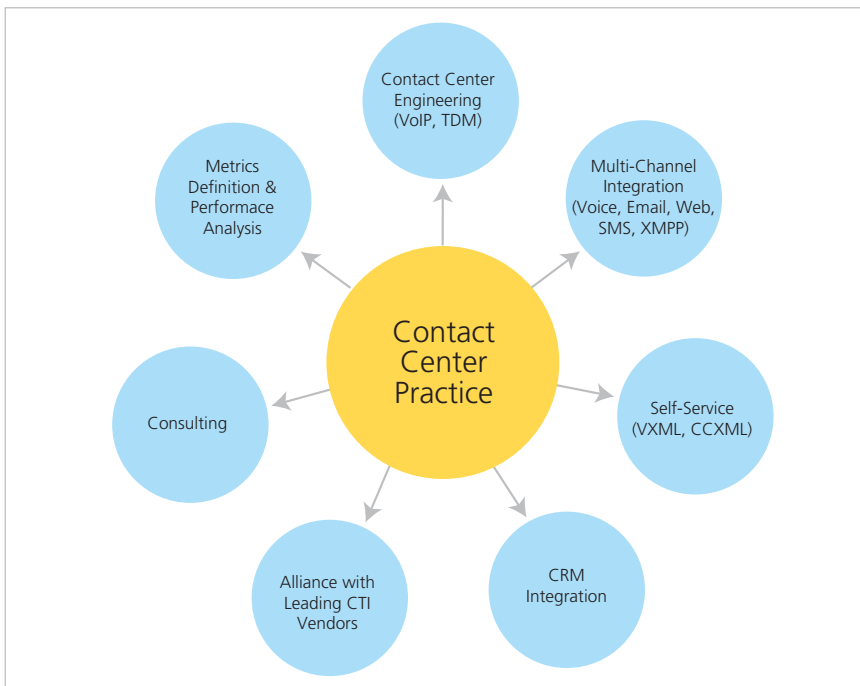 Contact Center
Engineering
(VoIP, TDM)
Multi-Channel
Integration
(Voice, Email, Web,
SMS, XMPP)
Self-Service
(VXML, CCXML)
CRM
Integration
Alliance with
Leading CTI
Vendors
Consulting
Metrics
Definition &
Performace
Analysis
Contact
Center
Practice